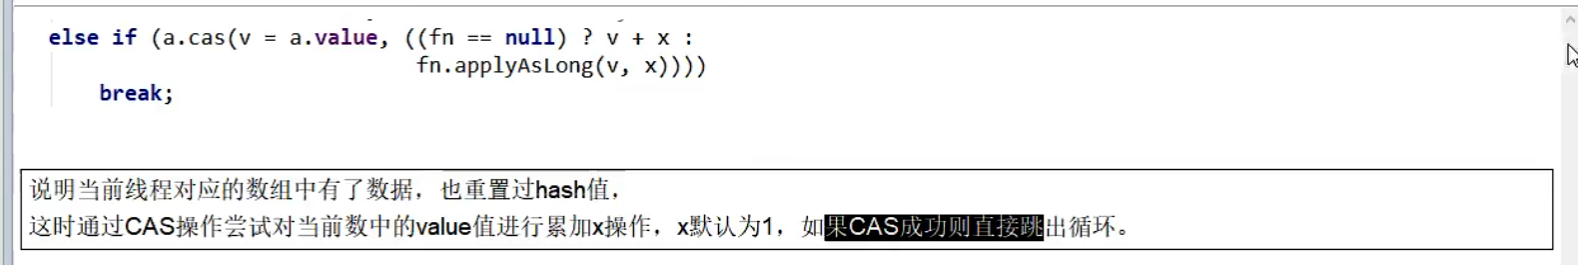 else if (a.cas(v = a.value, ((fn == null) ? v + x :
fn.applyAsLong(v, x))))
break;
说明当前线程对应的数组中有了数据，也重置过hash值，
这时通过CAS操作尝试对当前数中的value值进行累加x操作，x默认为1，如果CAS成功则直接跳出循环。